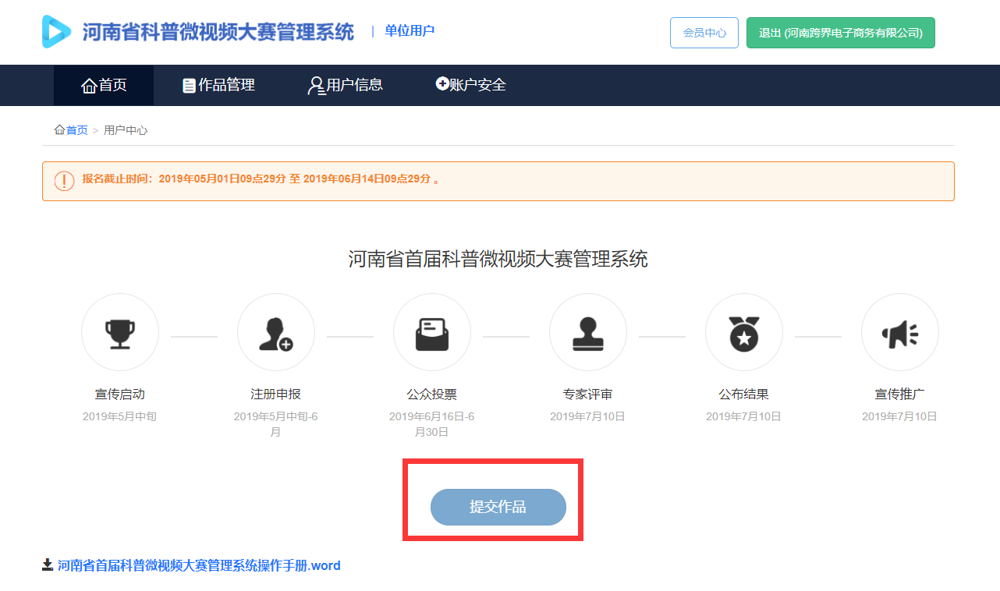 河南省科普微视频大赛管理系统 | 单位用户
会员中心 退出 (河南跨界电子商务有限公司)
首页 作品管理 用户信息 账户安全
首页 > 用户中心
报名截止时间：2019年05月01日09点29分 至 2019年06月14日09点29分 。
河南省首届科普微视频大赛管理系统
宣传启动 注册申报 公众投票 专家评审 公布结果 宣传推广
2019年5月中旬 2019年5月中旬-6 2019年6月16日-6 2019年7月10日 2019年7月10日 2019年7月10日
月 月30日
提交作品
河南省首届科普微视频大赛管理系统操作手册.word